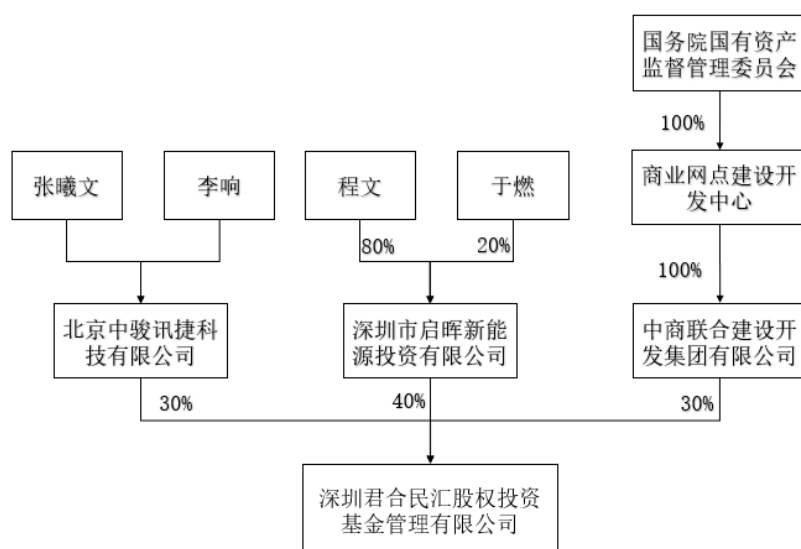 国务院国有资产
监督管理委员会
100%
张曦文
李响
程文
于燃
商业网点建设开
发中心
80%
20%
100%
北京中骏讯捷科
技有限公司
深圳市启晖新能
源投资有限公司
中商联合建设开
发集团有限公司
30%
40%
30%
深圳君合民汇股权投资
基金管理有限公司